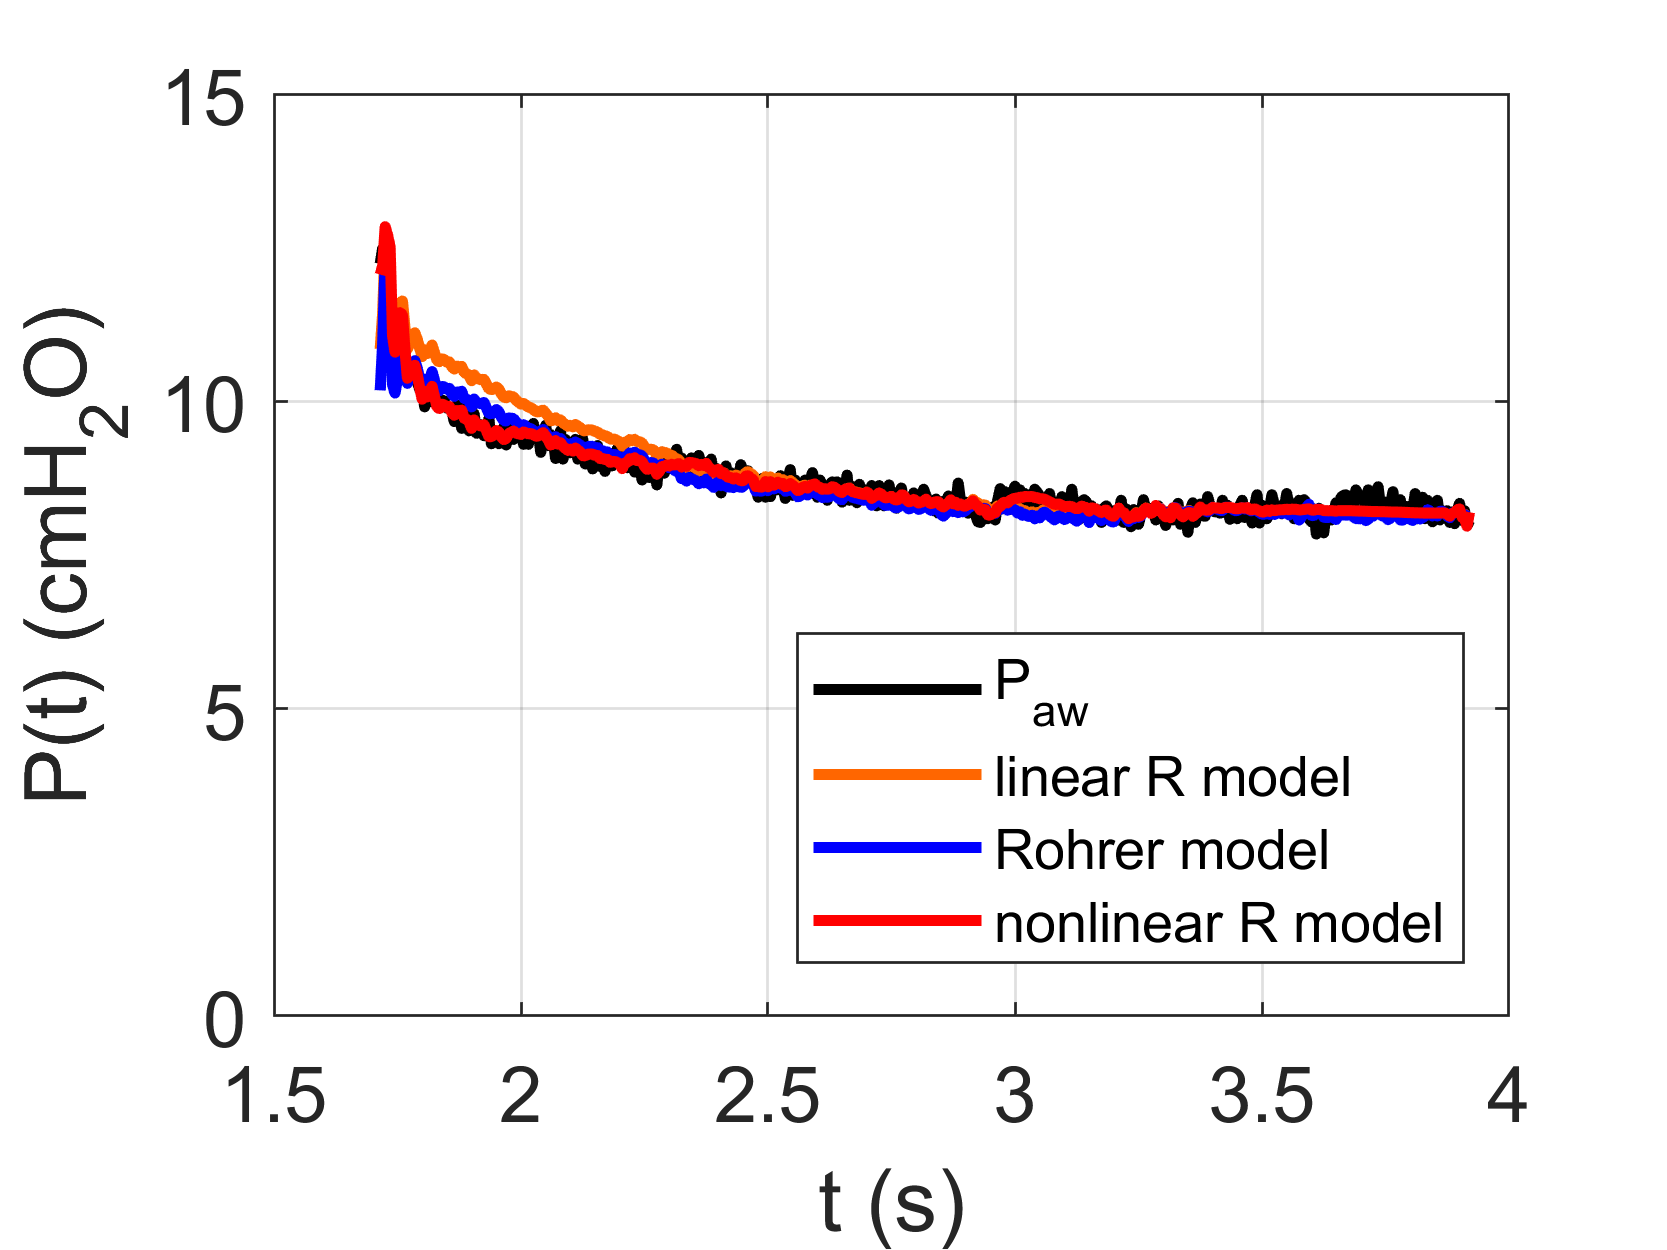 15
10
5
0
P(t) (cmH2O)
1.5 2 2.5 3 3.5 4
t (s)
Paw
linear R model
Rohrer model
nonlinear R model